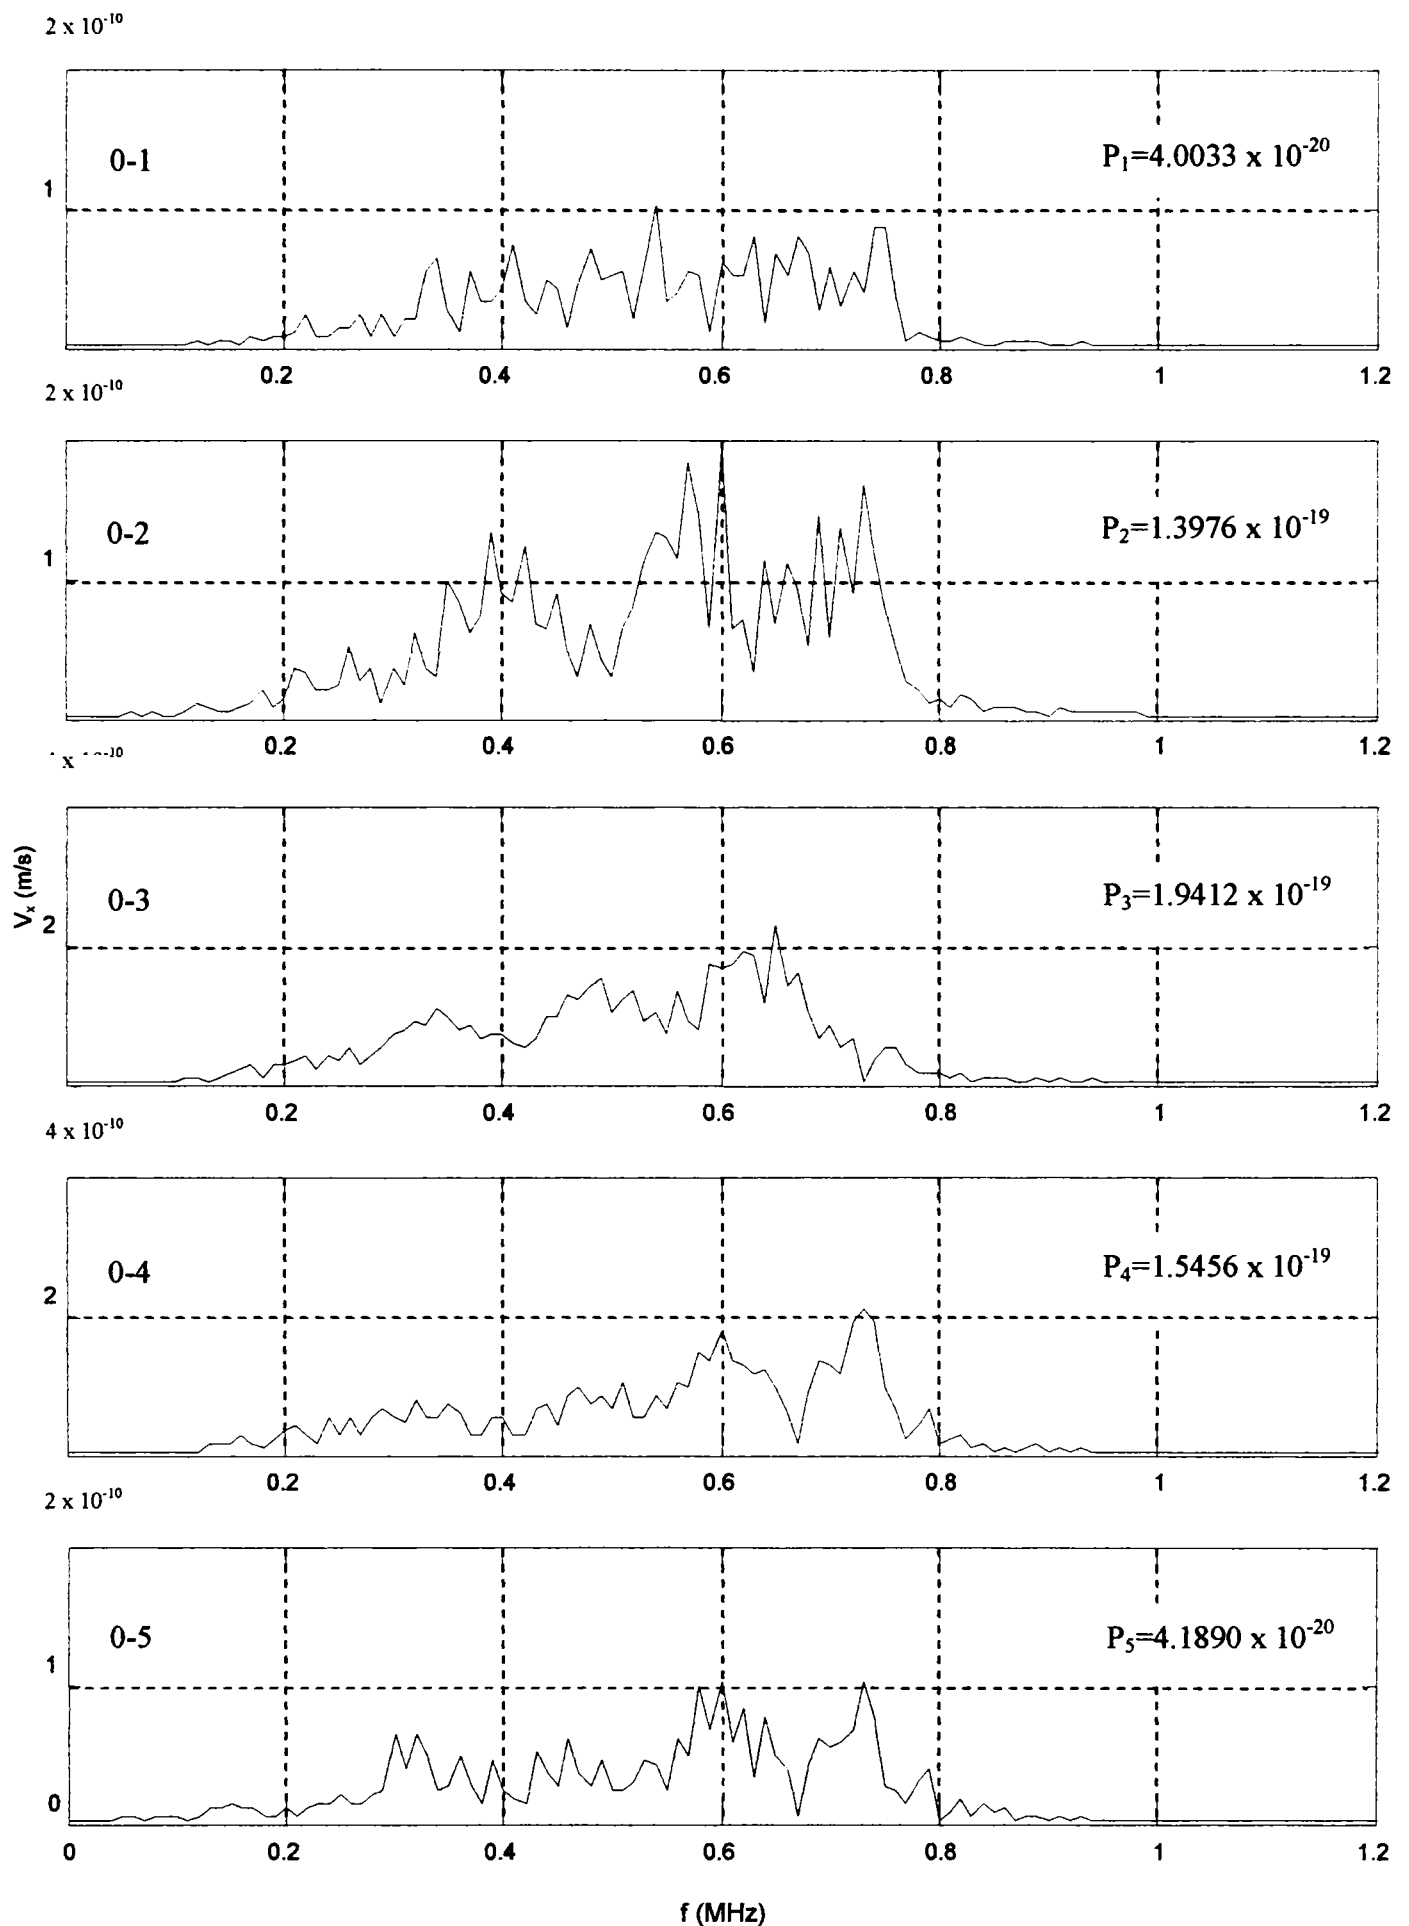 2 x 10⁻¹⁰
0-1
P₁=4.0033 x 10⁻²⁰
1
0.2 0.4 0.6 0.8 1 1.2
2 x 10⁻¹⁰
0-2
P₂=1.3976 x 10⁻¹⁹
1
0.2 0.4 0.6 0.8 1 1.2
x ⁻¹⁰
0-3
P₃=1.9412 x 10⁻¹⁹
2
Vₓ (m/s)
0.2 0.4 0.6 0.8 1 1.2
4 x 10⁻¹⁰
0-4
P₄=1.5456 x 10⁻¹⁹
2
0.2 0.4 0.6 0.8 1 1.2
2 x 10⁻¹⁰
0-5
P₅=4.1890 x 10⁻²⁰
1
0
0 0.2 0.4 0.6 0.8 1 1.2
f (MHz)